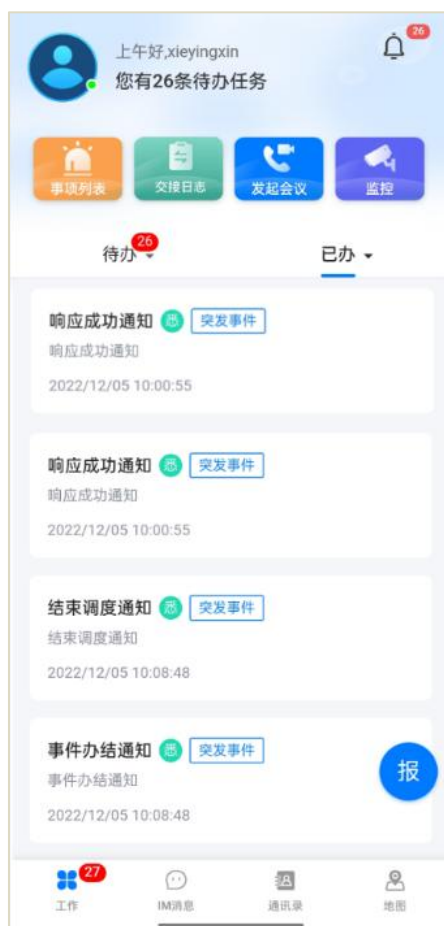 上午好,xieyingxin
26
您有26条待办任务
事项列表
交接日志
发起会议
监控
待办 26
已办
响应成功通知 悉 突发事件
响应成功通知
2022/12/05 10:00:55
响应成功通知 悉 突发事件
响应成功通知
2022/12/05 10:00:55
结束调度通知 悉 突发事件
结束调度通知
2022/12/05 10:08:48
事件办结通知 悉 突发事件
事件办结通知
2022/12/05 10:08:48
报
27
工作
IM消息
通讯录
地图